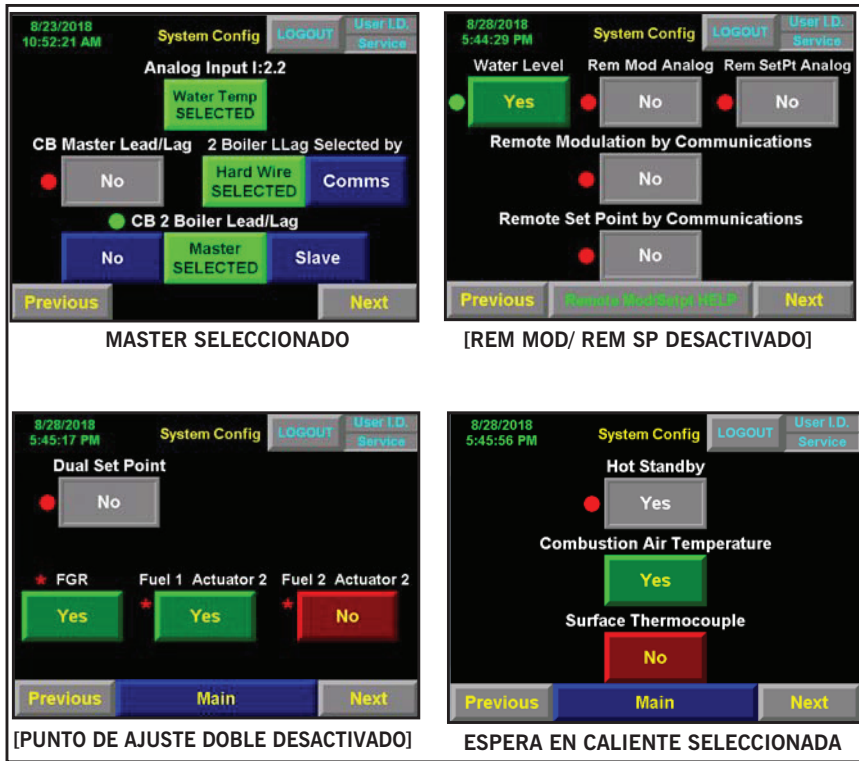 8/23/2018
10:52:21 AM
System Config
LOGOUT
User I.D.
Service
Analog Input I:2.2
Water Temp
SELECTED
CB Master Lead/Lag
2 Boiler LLag Selected by
No
Hard Wire
SELECTED
Comms
CB 2 Boiler Lead/Lag
No
Master
SELECTED
Slave
Previous
Next
MASTER SELECCIONADO
8/28/2018
5:44:29 PM
System Config
LOGOUT
User I.D.
Service
Water Level
Rem Mod Analog
Rem SetPt Analog
Yes
No
No
Remote Modulation by Communications
No
Remote Set Point by Communications
No
Previous
Remote Mod/Setpt HELP
Next
[REM MOD/ REM SP DESACTIVADO]
8/28/2018
5:45:17 PM
System Config
LOGOUT
User I.D.
Service
Dual Set Point
No
* FGR
Fuel 1 Actuator 2
Fuel 2 Actuator 2
Yes
* Yes
* No
Previous
Main
Next
[PUNTO DE AJUSTE DOBLE DESACTIVADO]
8/28/2018
5:45:56 PM
System Config
LOGOUT
User I.D.
Service
Hot Standby
Yes
Combustion Air Temperature
Yes
Surface Thermocouple
No
Previous
Main
Next
ESPERA EN CALIENTE SELECCIONADA